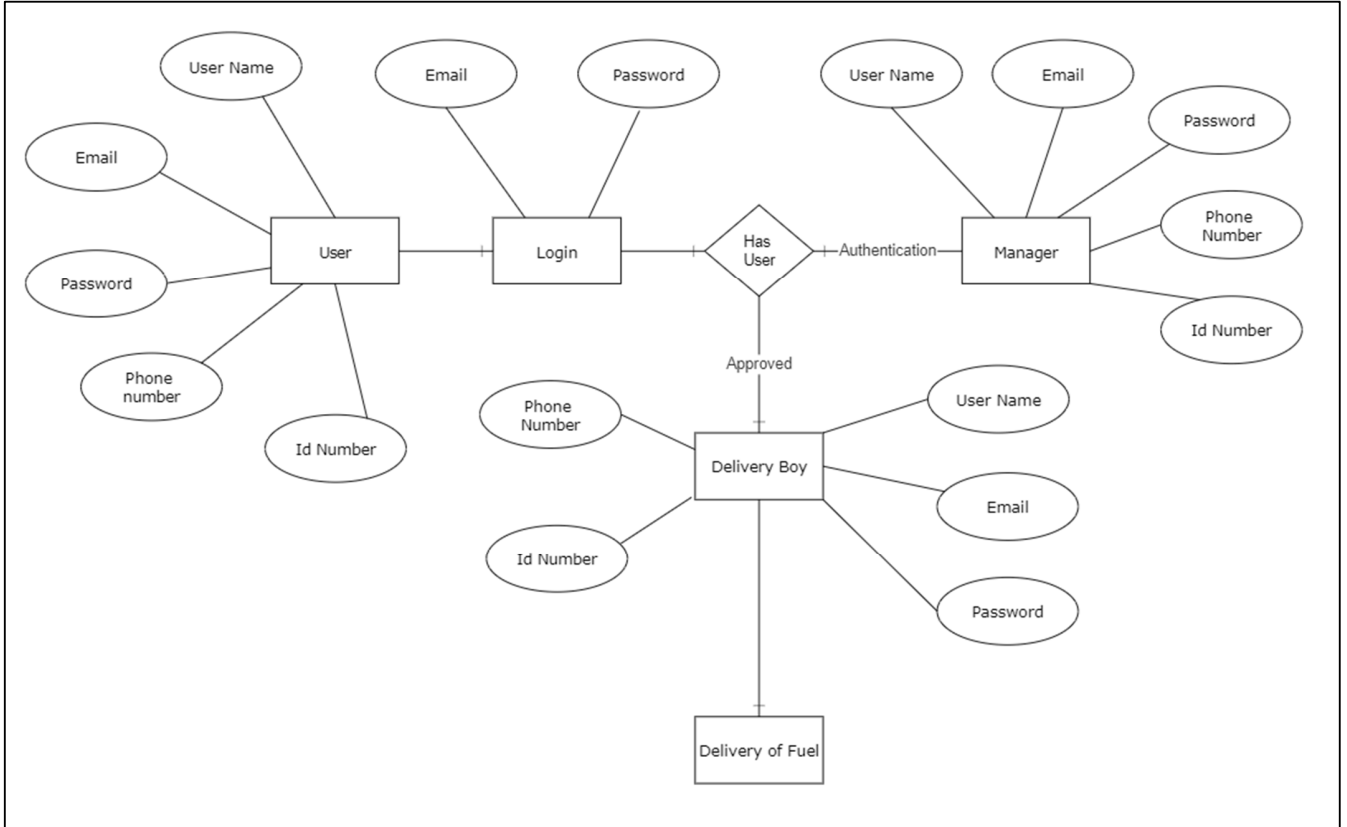 User Name
Email
Password
User Name
Email
Password
Email
Phone
Number
User
Login
Has
User
Authentication
Manager
Password
Id Number
Approved
Phone
number
Phone
Number
User Name
Id Number
Delivery Boy
Email
Id Number
Password
Delivery of Fuel